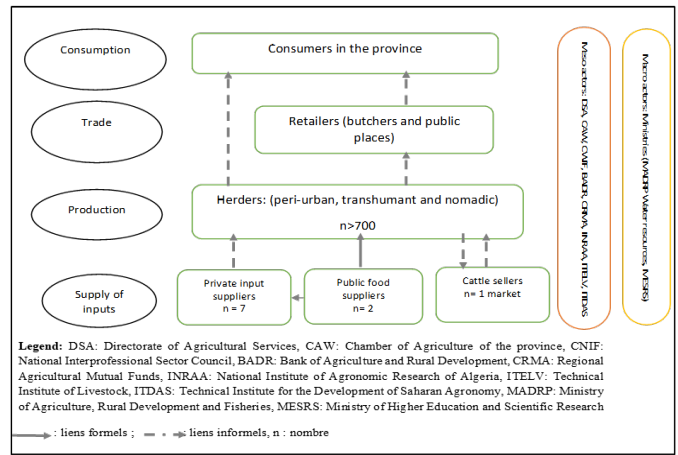 Consumption
Consumers in the province
Trade
Retailers (butchers and public
places)
Production
Herders: (peri-urban, transhumant and nomadic)
n>700
Supply of
inputs
Private input
suppliers
n = 7
Public food
suppliers
n= 2
Cattle sellers
n= 1 market
Meso actors: DSA, CAW, CNIF, BADR, CRMA, INRAA, ITELV, ITDAS
Macro actors: Ministries (MADRP, Water resources, MESRS)
Legend: DSA: Directorate of Agricultural Services, CAW: Chamber of Agriculture of the province, CNIF:
National Interprofessional Sector Council, BADR: Bank of Agriculture and Rural Development, CRMA: Regional
Agricultural Mutual Funds, INRAA: National Institute of Agronomic Research of Algeria, ITELV: Technical
Institute of Livestock, ITDAS: Technical Institute for the Development of Saharan Agronomy, MADRP: Ministry
of Agriculture, Rural Development and Fisheries, MESRS: Ministry of Higher Education and Scientific Research
: liens formels ; : liens informels, n : nombre